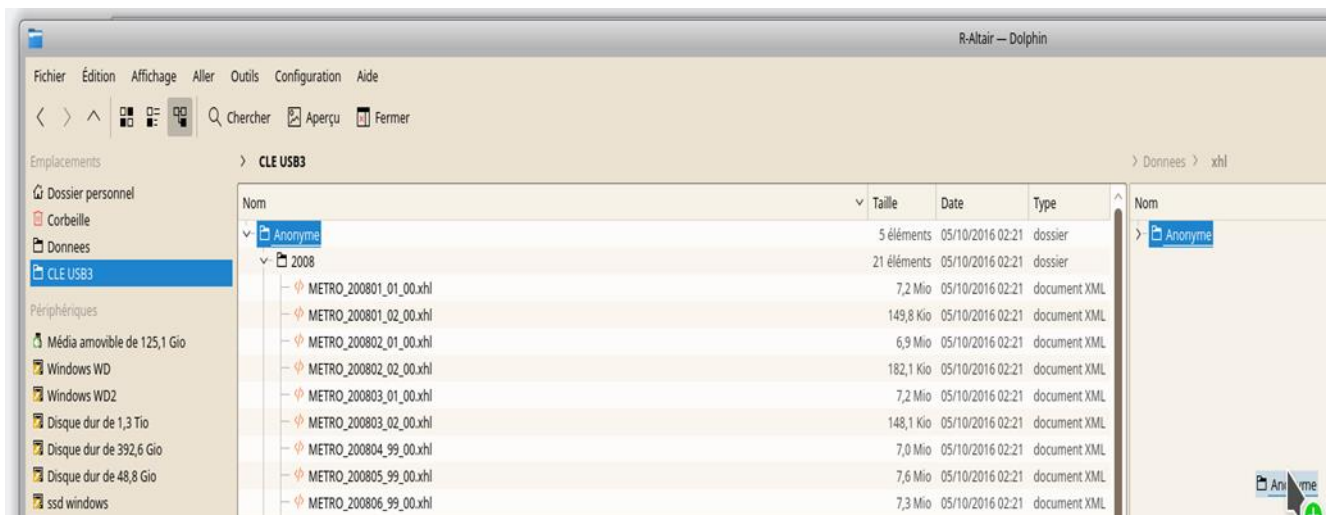 R-Altair — Dolphin
Fichier Édition Affichage Aller Outils Configuration Aide
Chercher Aperçu Fermer
Emplacements
Dossier personnel
Corbeille
Donnees
CLE USB3
Périphériques
Média amovible de 125,1 Gio
Windows WD
Windows WD2
Disque dur de 1,3 Tio
Disque dur de 392,6 Gio
Disque dur de 48,8 Gio
ssd windows
> CLE USB3
Nom Taille Date Type
Anonyme 5 éléments 05/10/2016 02:21 dossier
2008 21 éléments 05/10/2016 02:21 dossier
METRO_200801_01_00.xhl 7,2 Mio 05/10/2016 02:21 document XML
METRO_200801_02_00.xhl 149,8 Kio 05/10/2016 02:21 document XML
METRO_200802_01_00.xhl 6,9 Mio 05/10/2016 02:21 document XML
METRO_200802_02_00.xhl 182,1 Kio 05/10/2016 02:21 document XML
METRO_200803_01_00.xhl 7,2 Mio 05/10/2016 02:21 document XML
METRO_200803_02_00.xhl 148,1 Kio 05/10/2016 02:21 document XML
METRO_200804_99_00.xhl 7,0 Mio 05/10/2016 02:21 document XML
METRO_200805_99_00.xhl 7,6 Mio 05/10/2016 02:21 document XML
METRO_200806_99_00.xhl 7,3 Mio 05/10/2016 02:21 document XML
> Donnees > xhl
Nom
Anonyme